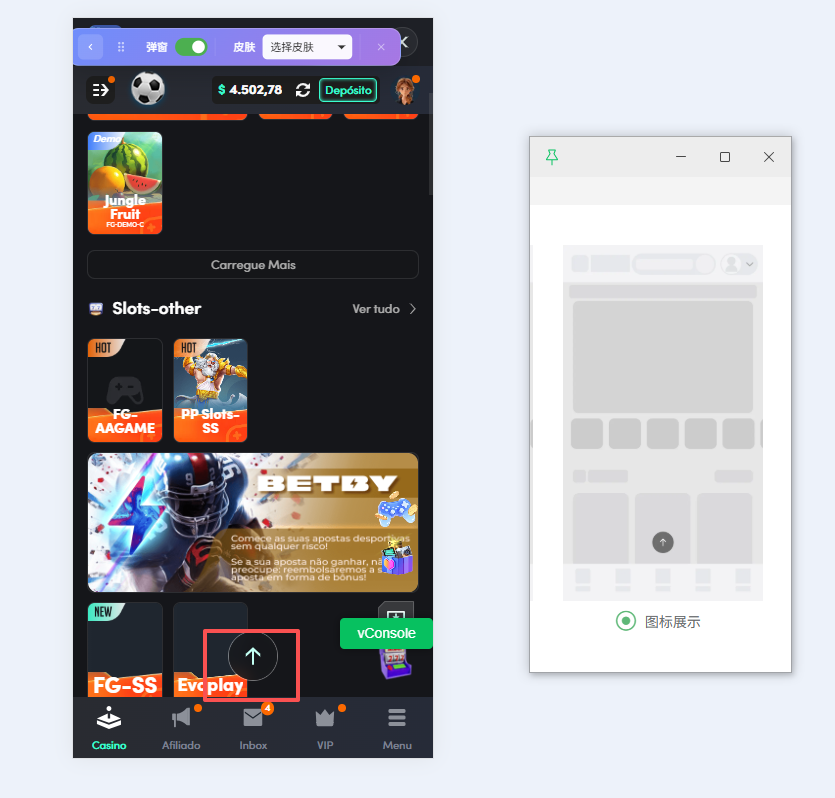 弹窗
皮肤
选择皮肤
$ 4.502,78
Depósito
Demo
Jungle
Fruit
FG-DEMO-C
Carregue Mais
Slots-other
Ver tudo
HOT
FG-
AAGAME
HOT
PP Slots-
SS
BETBY
Comece as suas apostas desportivas
sem qualquer risco!
Se a sua aposta não ganhar, não
preocupe: reembolsaremos a s
aposta em forma de bônus!
NEW
FG-SS
Evoplay
vConsole
4
Casino
Afiliado
Inbox
VIP
Menu
图标展示